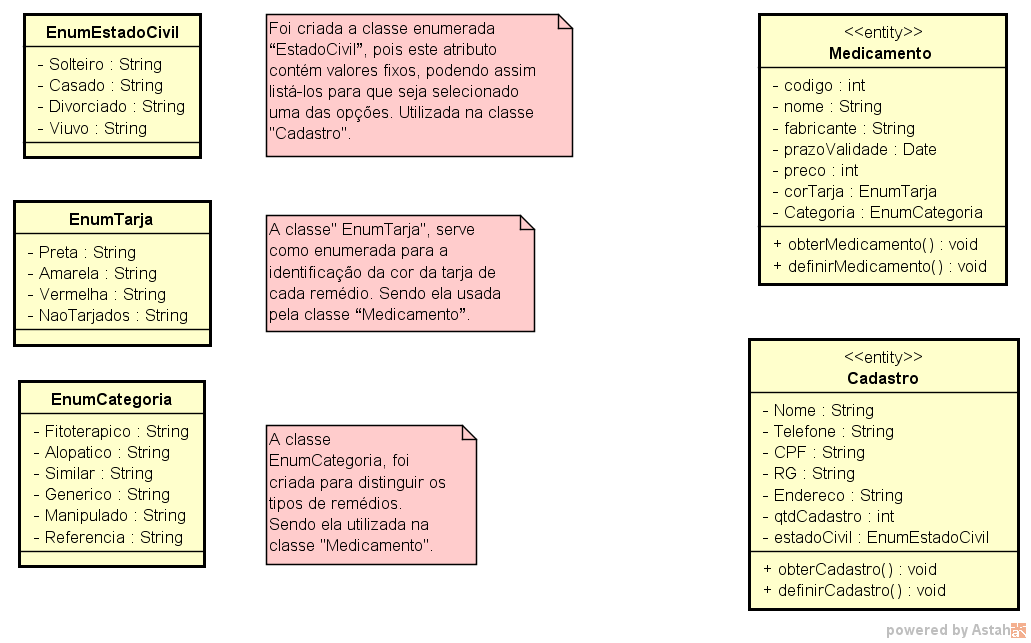 EnumEstadoCivil
- Solteiro : String
- Casado : String
- Divorciado : String
- Viuvo : String
Foi criada a classe enumerada
“EstadoCivil”, pois este atributo
contém valores fixos, podendo assim
listá-los para que seja selecionado
uma das opções. Utilizada na classe
"Cadastro".
<<entity>>
Medicamento
- codigo : int
- nome : String
- fabricante : String
- prazoValidade : Date
- preco : int
- corTarja : EnumTarja
- Categoria : EnumCategoria
+ obterMedicamento() : void
+ definirMedicamento() : void
EnumTarja
- Preta : String
- Amarela : String
- Vermelha : String
- NaoTarjados : String
A classe" EnumTarja", serve
como enumerada para a
identificação da cor da tarja de
cada remédio. Sendo ela usada
pela classe “Medicamento”.
EnumCategoria
- Fitoterapico : String
- Alopatico : String
- Similar : String
- Generico : String
- Manipulado : String
- Referencia : String
A classe
EnumCategoria, foi
criada para distinguir os
tipos de remédios.
Sendo ela utilizada na
classe "Medicamento".
<<entity>>
Cadastro
- Nome : String
- Telefone : String
- CPF : String
- RG : String
- Endereco : String
- qtdCadastro : int
- estadoCivil : EnumEstadoCivil
+ obterCadastro() : void
+ definirCadastro() : void
powered by Astah